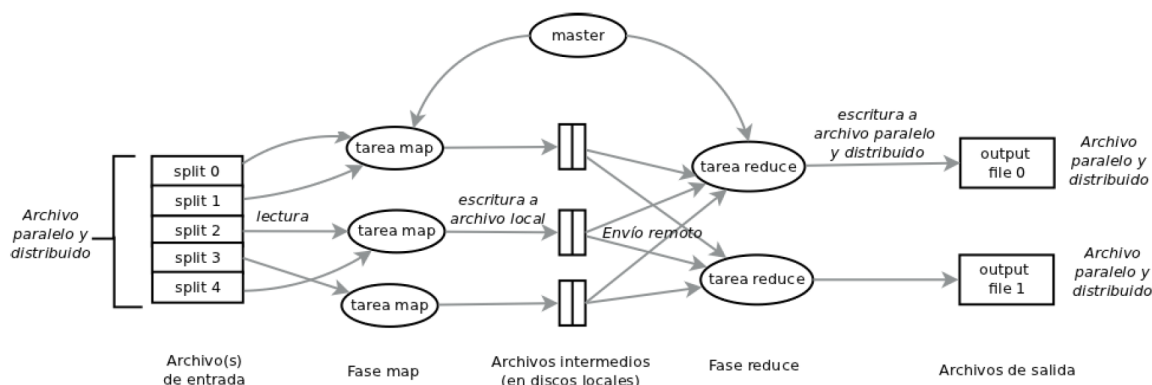 master
escritura a
archivo paralelo
y distribuido
tarea map
tarea reduce
output
file 0
Archivo
paralelo y
distribuido
Archivo
paralelo y
distribuido
split 0
split 1
split 2
split 3
split 4
lectura
tarea map
escritura a
archivo local
Envío remoto
tarea map
tarea reduce
output
file 1
Archivo
paralelo y
distribuido
Archivo(s)
de entrada
Fase map
Archivos intermedios
(en discos locales)
Fase reduce
Archivos de salida